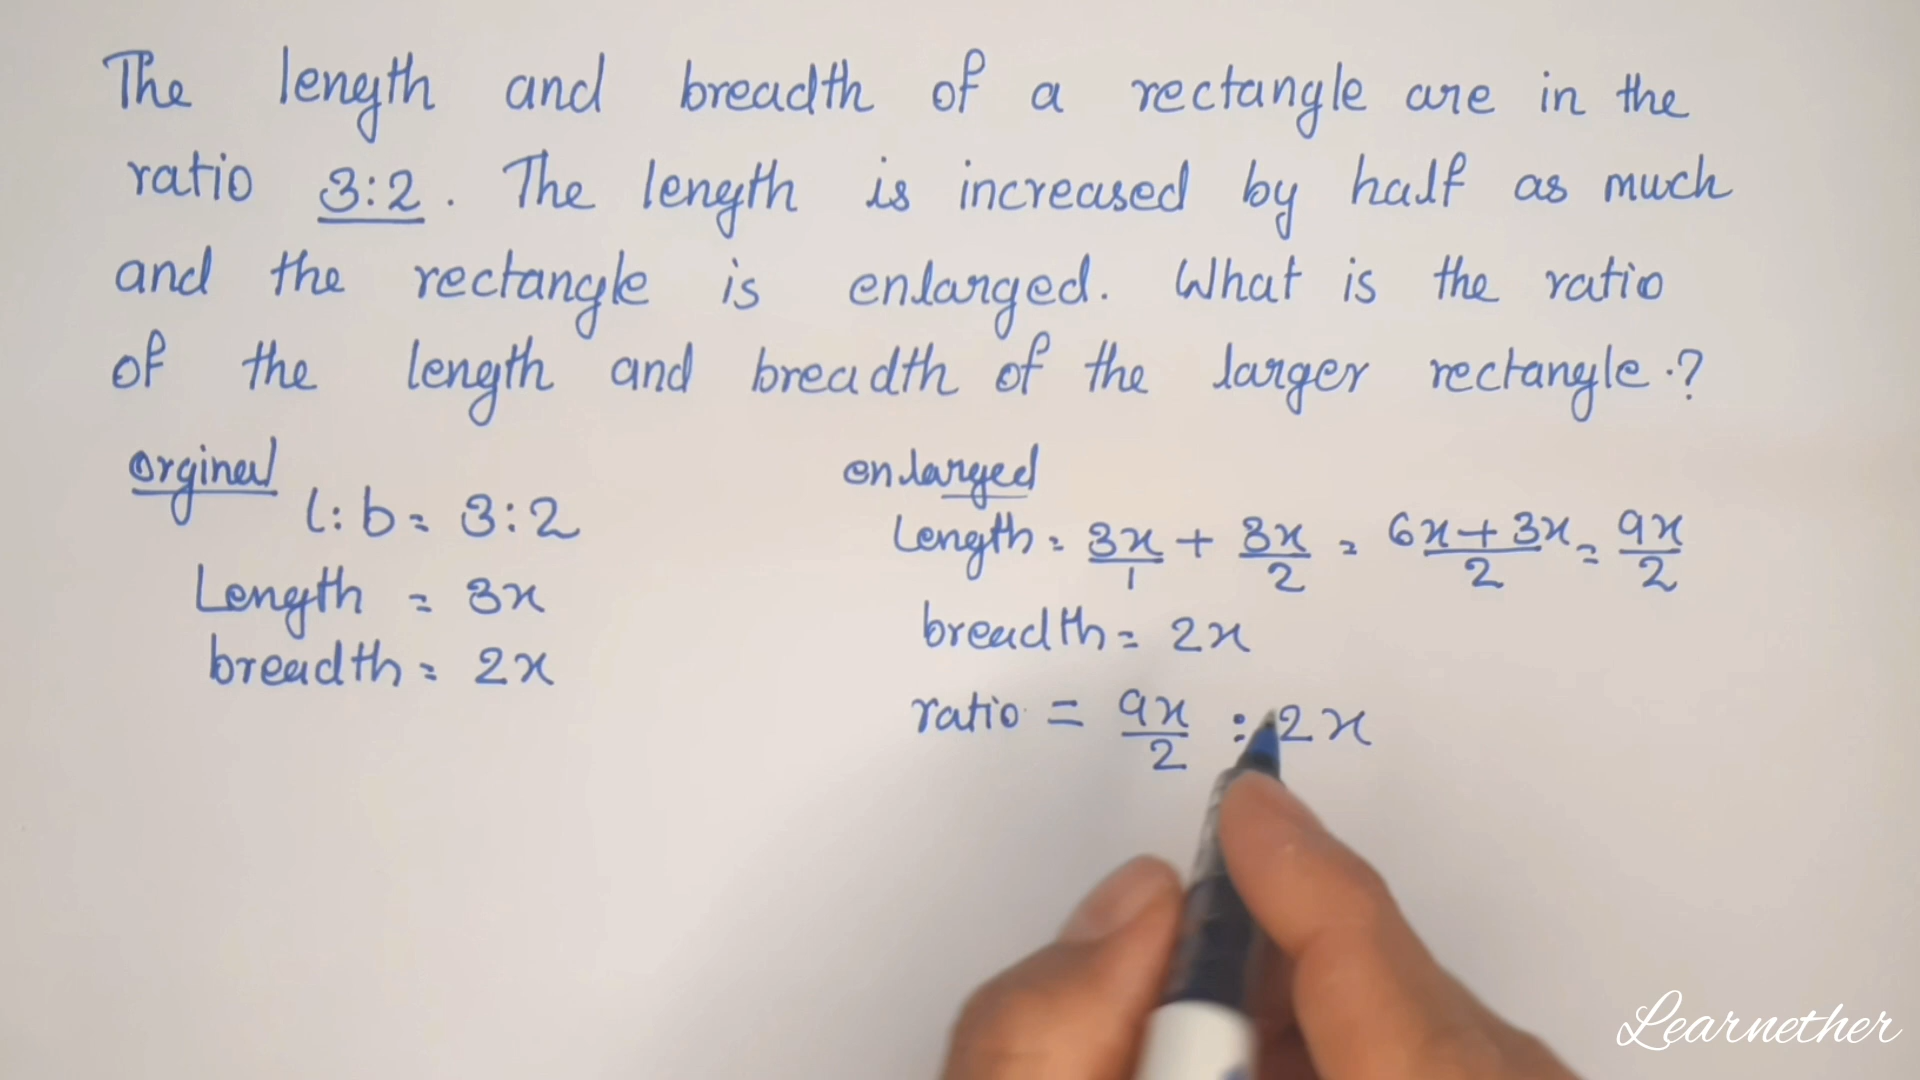 The length and breadth of a rectangle are in the
ratio 3:2. The length is increased by half as much
and the rectangle is enlarged. What is the ratio
of the length and breadth of the larger rectangle.?
orginal
l:b = 3:2
Length = 3x
breadth = 2x
enlarged
Length = 3x/1 + 3x/2 = 6x+3x/2 = 9x/2
breadth = 2x
ratio = 9x/2 : 2x
Learnether